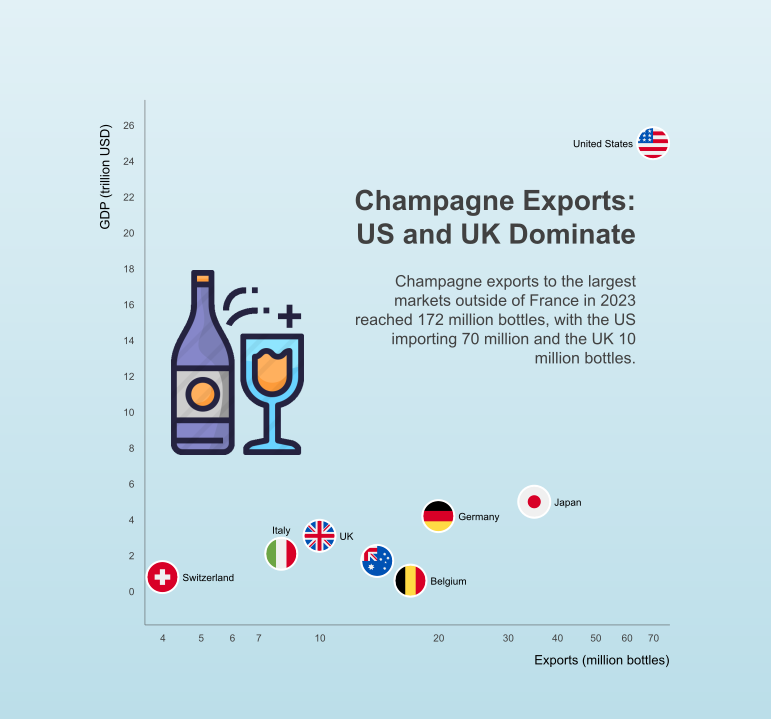 GDP (trillion USD)
26
24
22
20
18
16
14
12
10
8
6
4
2
0
United States
Champagne Exports:
US and UK Dominate
Champagne exports to the largest
markets outside of France in 2023
reached 172 million bottles, with the US
importing 70 million and the UK 10
million bottles.
Japan
Germany
Italy
UK
Switzerland
Belgium
4 5 6 7 10 20 30 40 50 60 70
Exports (million bottles)